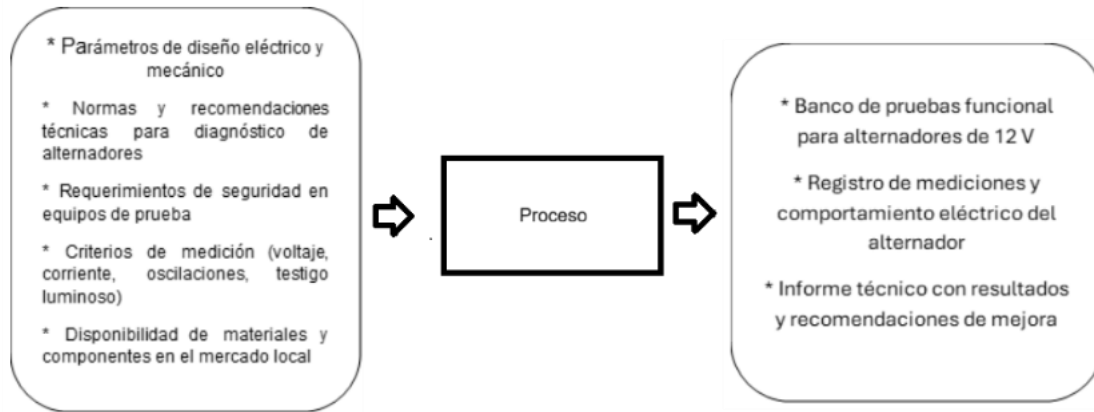 * Parámetros de diseño eléctrico y
mecánico
* Normas y recomendaciones
técnicas para diagnóstico de
alternadores
* Requerimientos de seguridad en
equipos de prueba
* Criterios de medición (voltaje,
corriente, oscilaciones, testigo
luminoso)
* Disponibilidad de materiales y
componentes en el mercado local
Proceso
* Banco de pruebas funcional
para alternadores de 12 V
* Registro de mediciones y
comportamiento eléctrico del
alternador
* Informe técnico con resultados
y recomendaciones de mejora